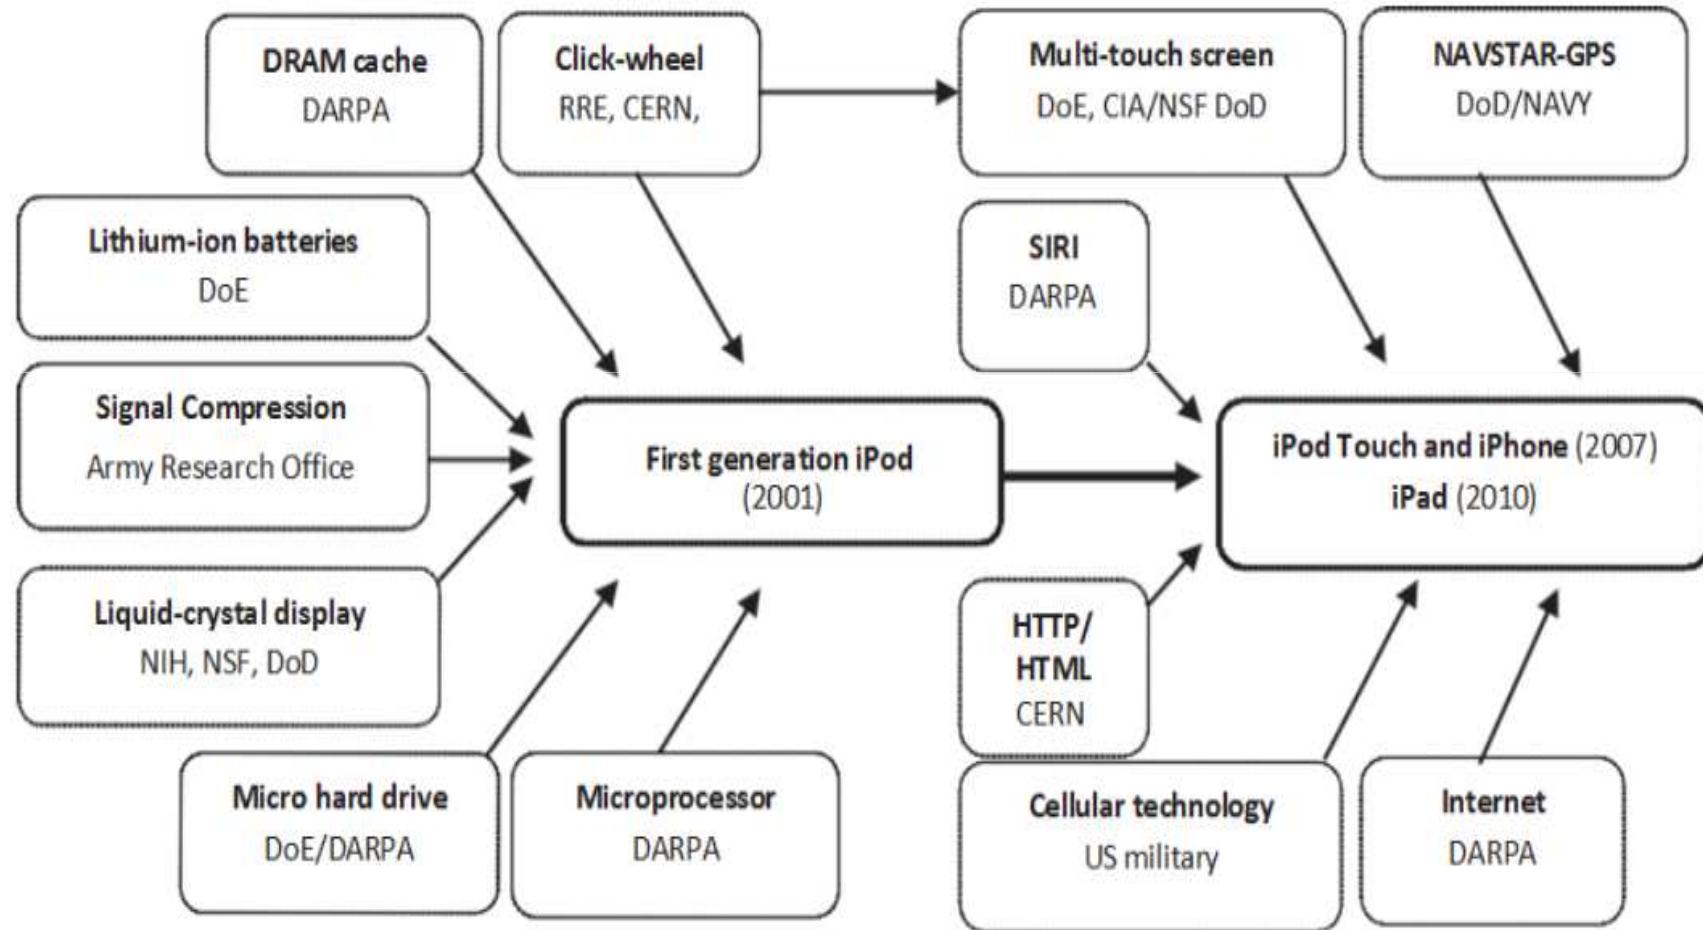 DRAM cache
DARPA
Click-wheel
RRE, CERN,
Multi-touch screen
DoE, CIA/NSF DoD
NAVSTAR-GPS
DoD/NAVY
Lithium-ion batteries
DoE
SIRI
DARPA
Signal Compression
Army Research Office
First generation iPod
(2001)
iPod Touch and iPhone (2007)
iPad (2010)
Liquid-crystal display
NIH, NSF, DoD
HTTP/
HTML
CERN
Micro hard drive
DoE/DARPA
Microprocessor
DARPA
Cellular technology
US military
Internet
DARPA